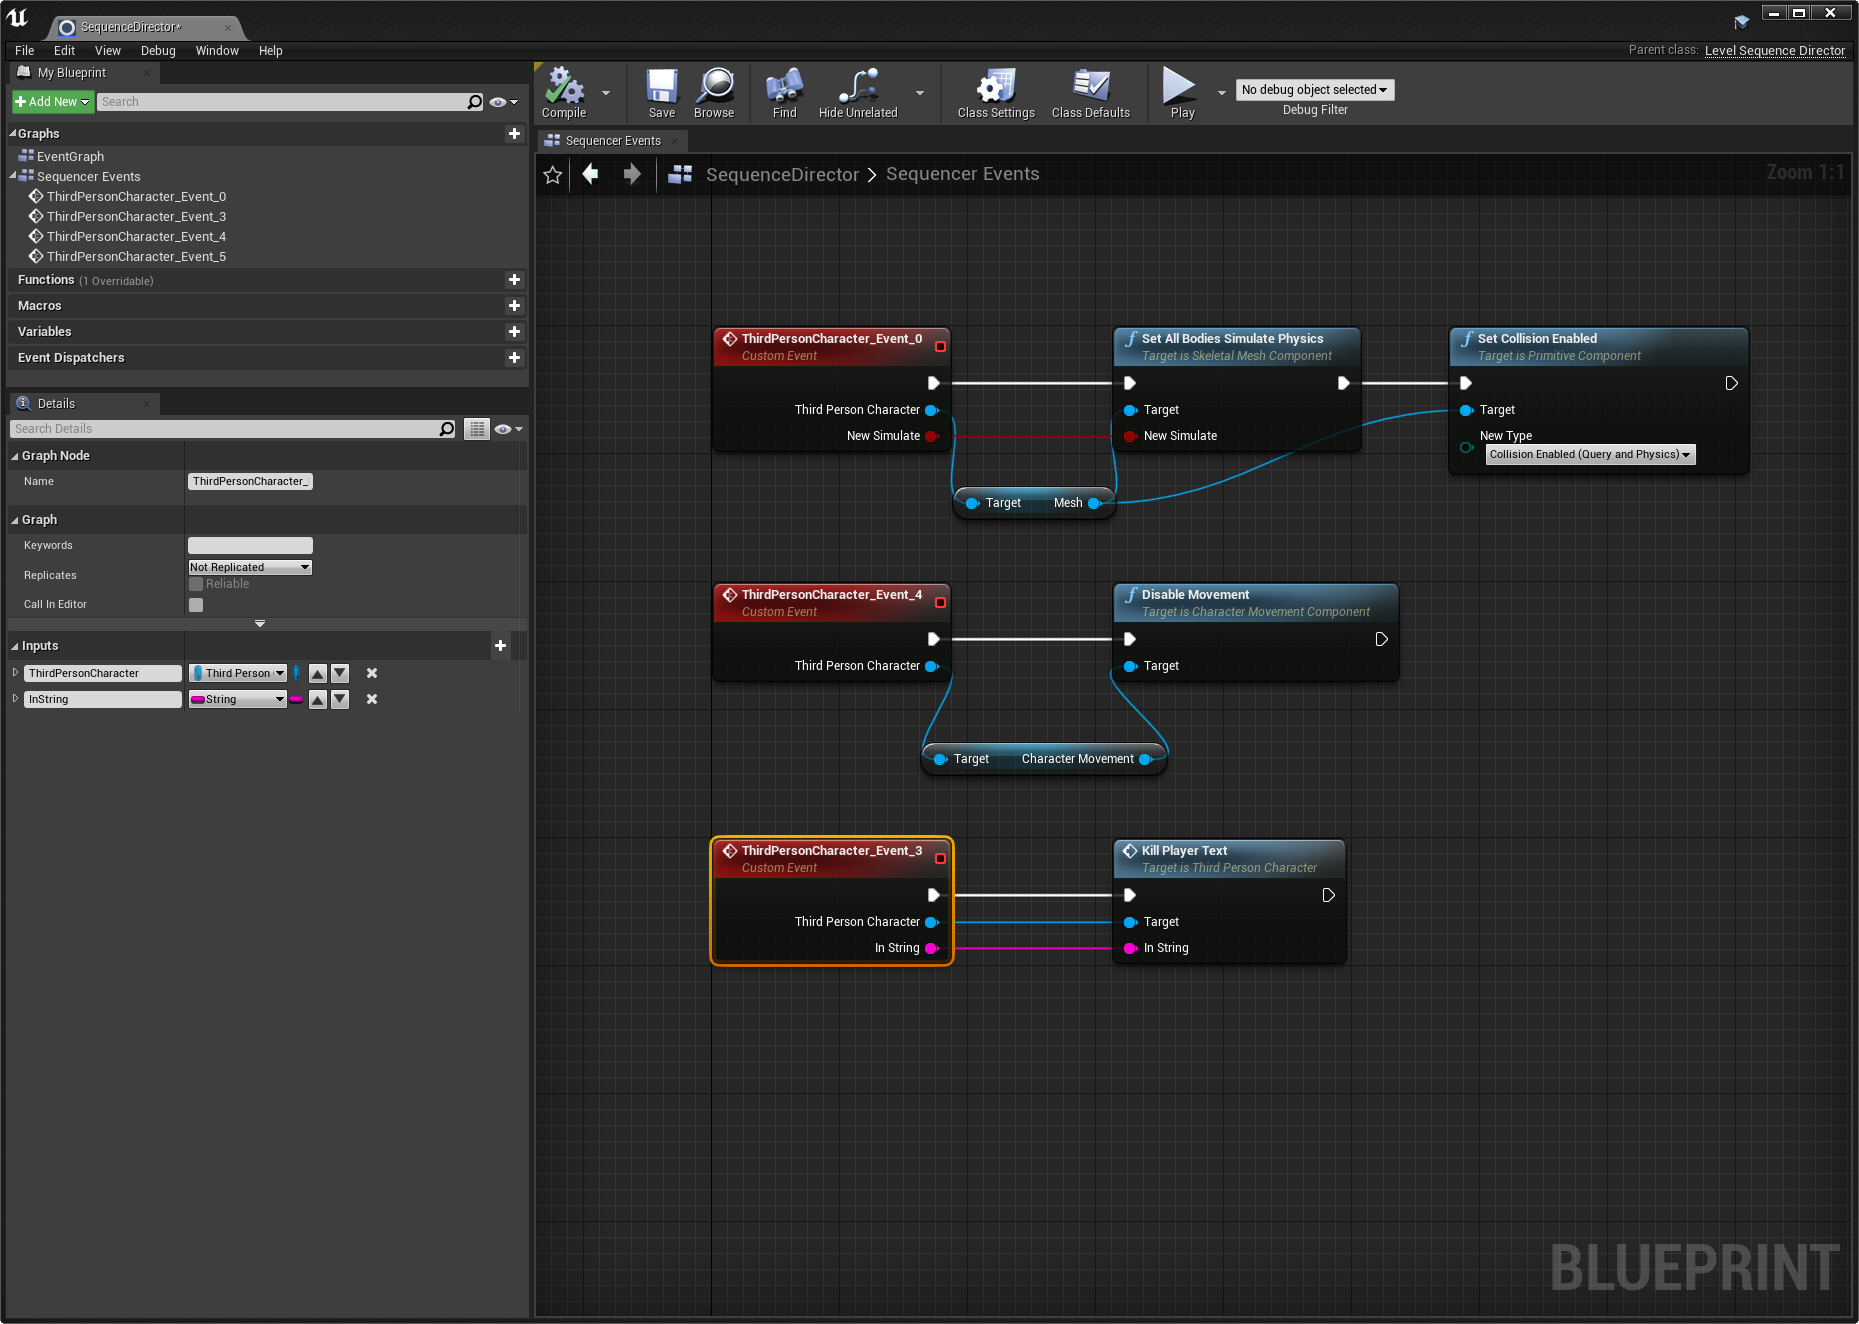 SequenceDirector*
File Edit View Debug Window Help
Parent class: Level Sequence Director
My Blueprint
Add New
Search
Graphs
EventGraph
Sequencer Events
ThirdPersonCharacter_Event_0
ThirdPersonCharacter_Event_3
ThirdPersonCharacter_Event_4
ThirdPersonCharacter_Event_5
Functions (1 Overridable)
Macros
Variables
Event Dispatchers
Details
Search Details
Graph Node
Name ThirdPersonCharacter_
Graph
Keywords
Replicates Not Replicated
Reliable
Call In Editor
Inputs
ThirdPersonCharacter Third Person
InString String
Compile Save Browse Find Hide Unrelated Class Settings Class Defaults Play
No debug object selected
Debug Filter
Sequencer Events
SequenceDirector > Sequencer Events
Zoom 1:1
ThirdPersonCharacter_Event_0
Custom Event
Third Person Character
New Simulate
Set All Bodies Simulate Physics
Target is Skeletal Mesh Component
Target
New Simulate
Set Collision Enabled
Target is Primitive Component
Target
New Type
Collision Enabled (Query and Physics)
Target Mesh
ThirdPersonCharacter_Event_4
Custom Event
Third Person Character
Disable Movement
Target is Character Movement Component
Target
Target Character Movement
ThirdPersonCharacter_Event_3
Custom Event
Third Person Character
In String
Kill Player Text
Target is Third Person Character
Target
In String
BLUEPRINT